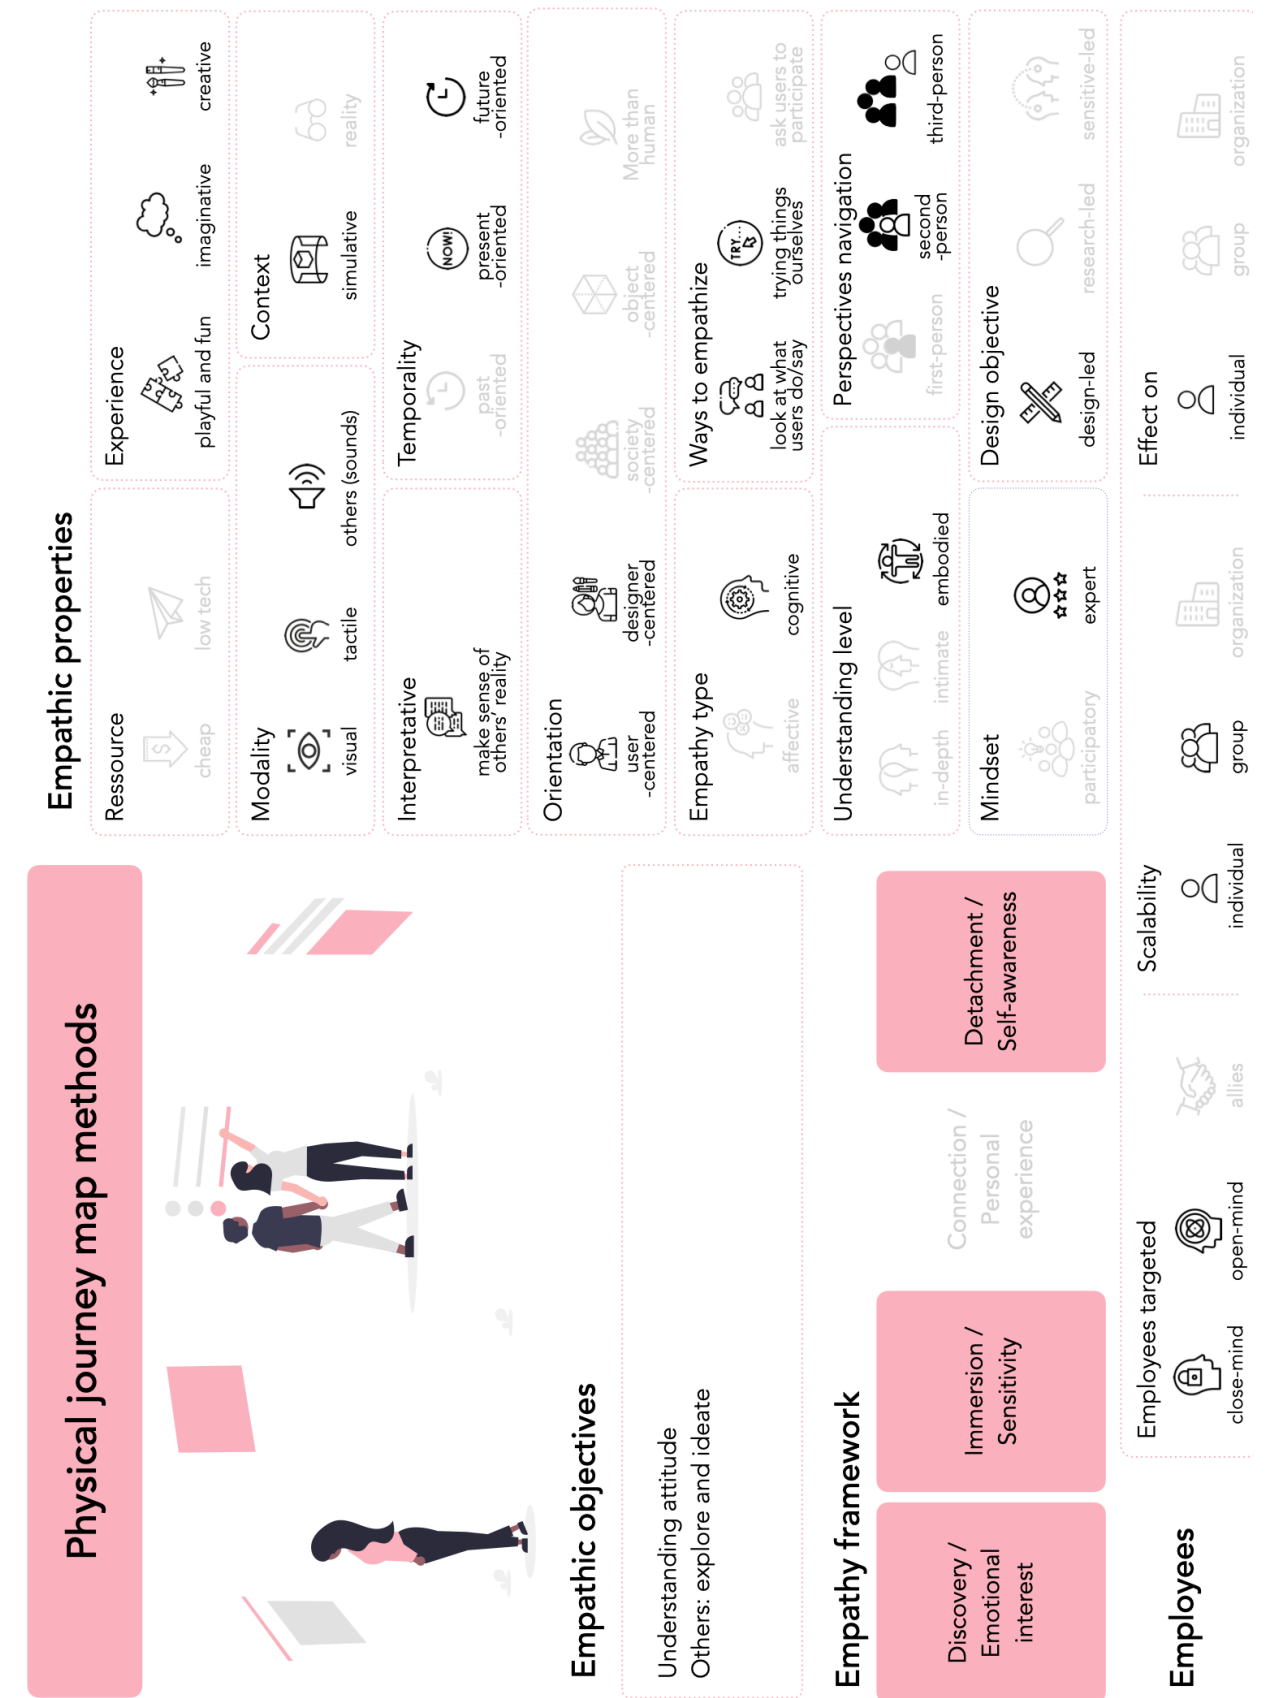 Physical journey map methods
Empathic objectives
Understanding attitude
Others: explore and ideate
Empathy framework
Discovery /
Emotional
interest
Immersion /
Sensitivity
Connection /
Personal
experience
Detachment /
Self-awareness
Empathic properties
Ressource
cheap
low tech
Experience
playful and fun
imaginative
creative
Modality
visual
tactile
others (sounds)
Context
simulative
reality
Interpretative
make sense of
others' reality
Temporality
past
-oriented
NOW!
present
-oriented
future
-oriented
Orientation
user
-centered
designer
-centered
society
-centered
object
-centered
More than
human
Empathy type
affective
cognitive
Ways to empathize
look at what
users do/say
TRY...
trying things
ourselves
ask users to
participate
Understanding level
in-depth
intimate
embodied
Perspectives navigation
first-person
second
-person
third-person
Mindset
participatory
expert
Design objective
design-led
research-led
sensitive-led
Employees
Employees targeted
close-mind
open-mind
allies
Scalability
individual
group
organization
Effect on
individual
group
organization